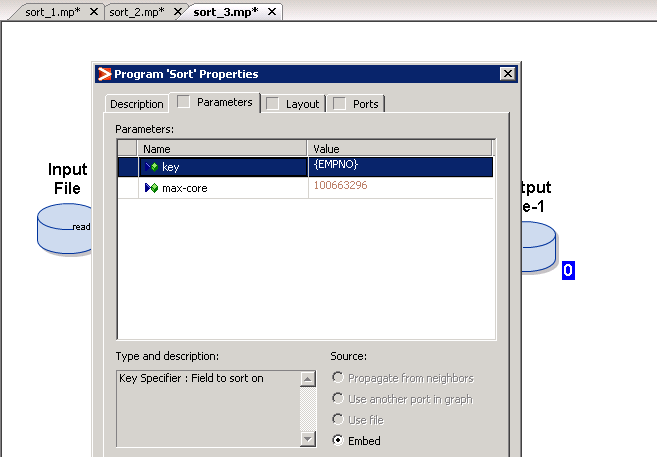 sort_1.mp* sort_2.mp* sort_3.mp*
Program 'Sort' Properties
Description Parameters Layout Ports
Parameters:
Name Value
key {EMPNO}
max-core 100663296
Input
File
read
tput
e-1
0
Type and description:
Key Specifier : Field to sort on
Source:
Propagate from neighbors
Use another port in graph
Use file
Embed